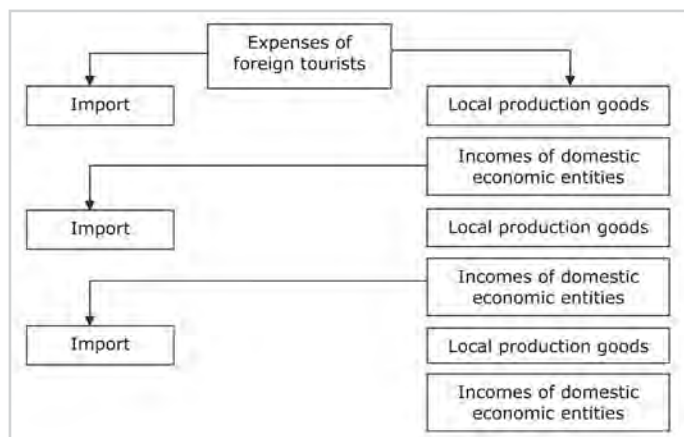 Expenses of
foreign tourists
Import
Local production goods
Incomes of domestic
economic entities
Import
Local production goods
Incomes of domestic
economic entities
Import
Local production goods
Incomes of domestic
economic entities